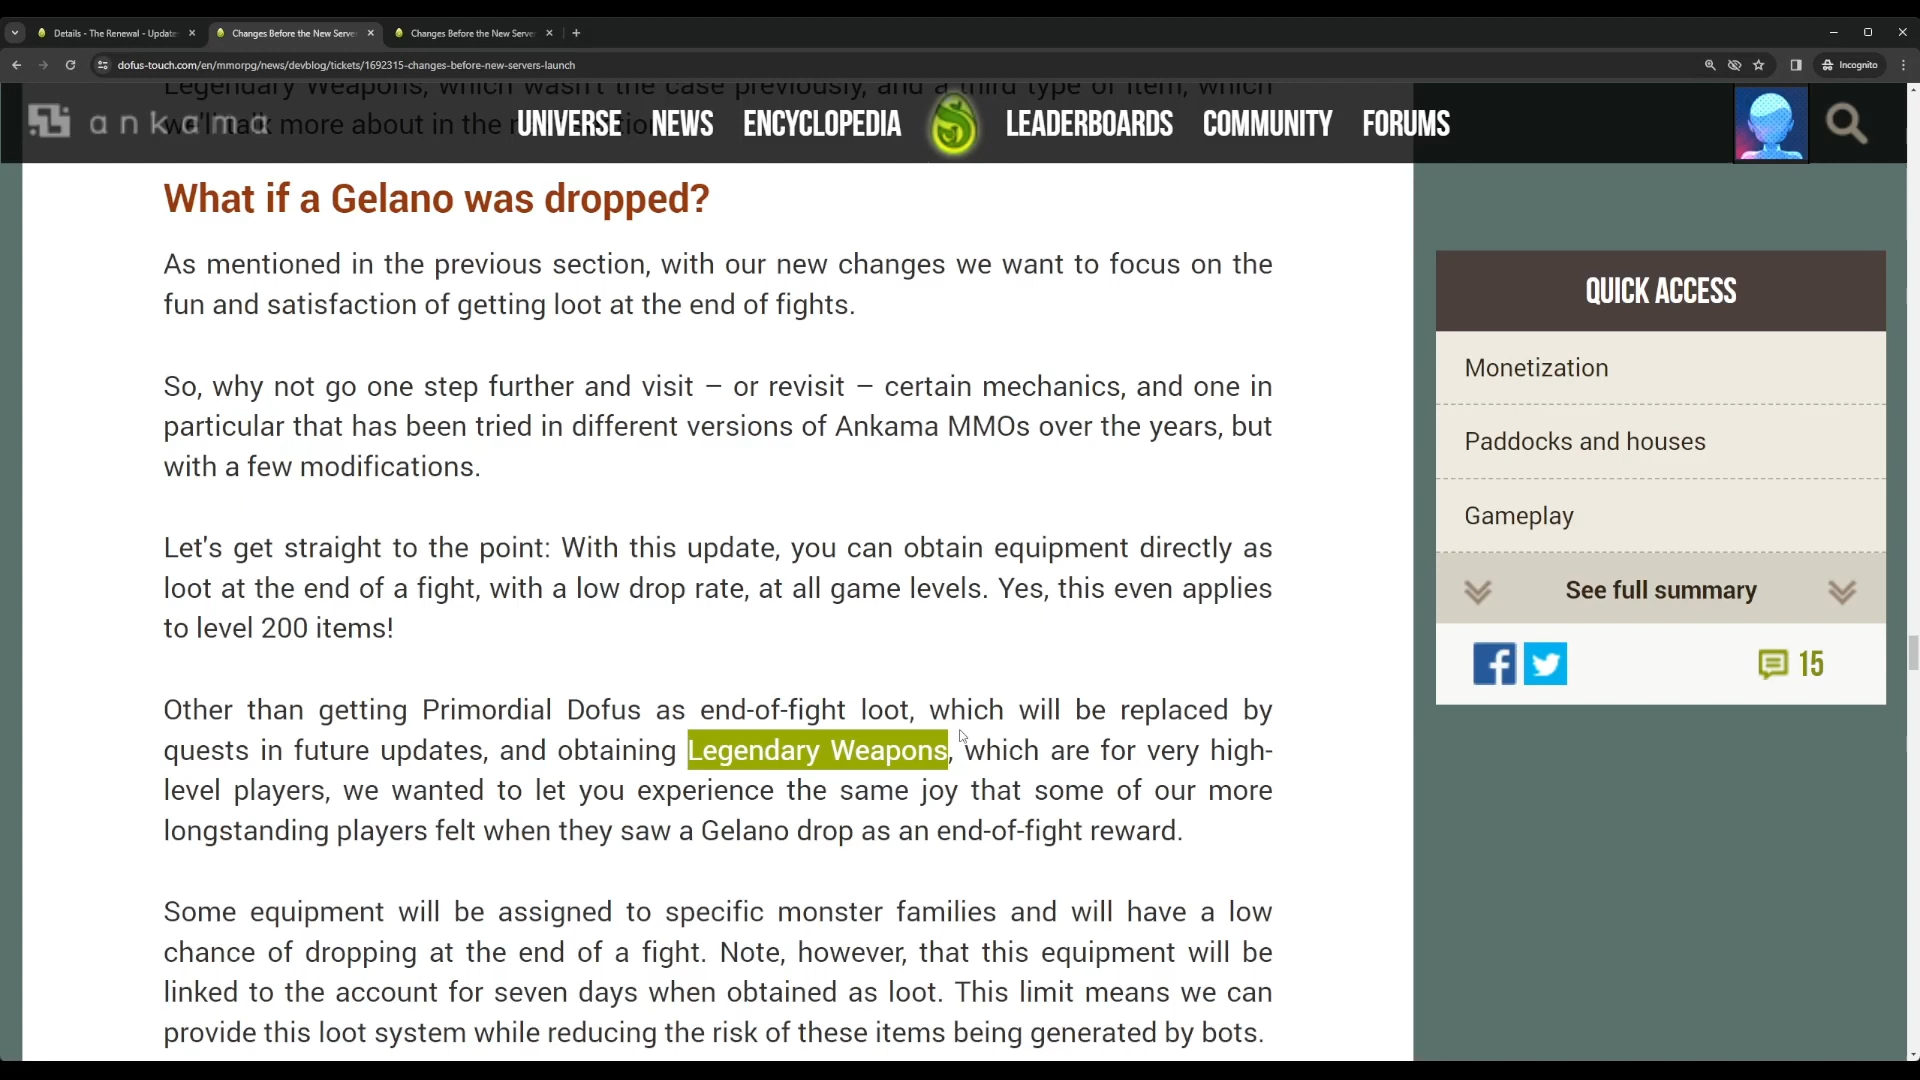 Details - The Renewal - Update
Changes Before the New Serve
Changes Before the New Serve
dofus-touch.com/en/mmorpg/news/devblog/tickets/1692315-changes-before-new-servers-launch
Incognito
Legendary Weapons, which wasn't the case previously, and a third type of item, which
we'll talk more about in the
ankama
UNIVERSE NEWS ENCYCLOPEDIA LEADERBOARDS COMMUNITY FORUMS
What if a Gelano was dropped?
As mentioned in the previous section, with our new changes we want to focus on the
fun and satisfaction of getting loot at the end of fights.
So, why not go one step further and visit – or revisit – certain mechanics, and one in
particular that has been tried in different versions of Ankama MMOs over the years, but
with a few modifications.
Let's get straight to the point: With this update, you can obtain equipment directly as
loot at the end of a fight, with a low drop rate, at all game levels. Yes, this even applies
to level 200 items!
Other than getting Primordial Dofus as end-of-fight loot, which will be replaced by
quests in future updates, and obtaining Legendary Weapons, which are for very high-
level players, we wanted to let you experience the same joy that some of our more
longstanding players felt when they saw a Gelano drop as an end-of-fight reward.
Some equipment will be assigned to specific monster families and will have a low
chance of dropping at the end of a fight. Note, however, that this equipment will be
linked to the account for seven days when obtained as loot. This limit means we can
provide this loot system while reducing the risk of these items being generated by bots.
QUICK ACCESS
Monetization
Paddocks and houses
Gameplay
See full summary
15